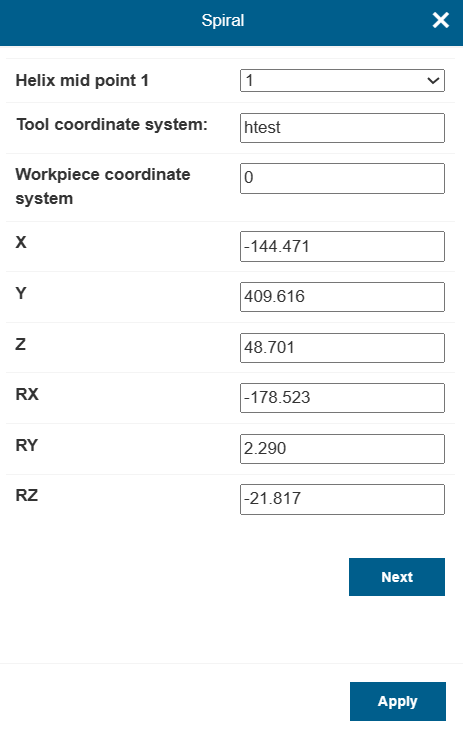 Spiral
Helix mid point 1
1
Tool coordinate system:
htest
Workpiece coordinate
system
0
X
-144.471
Y
409.616
Z
48.701
RX
-178.523
RY
2.290
RZ
-21.817
Next
Apply